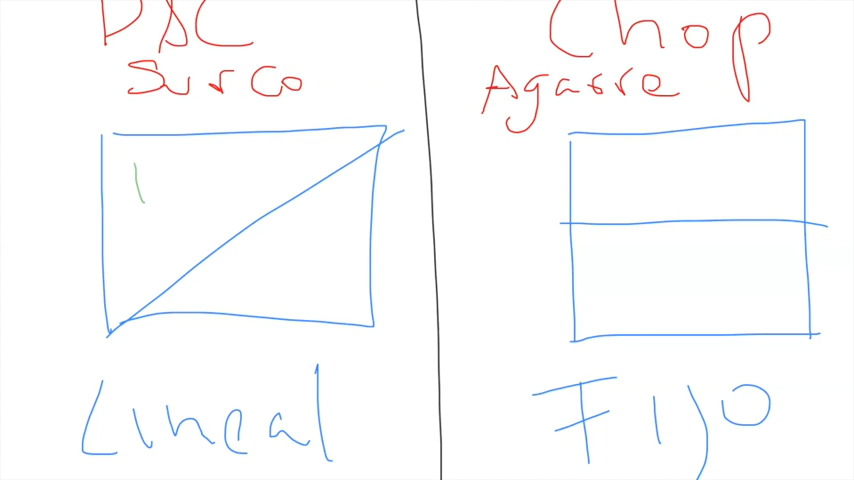 DSC
Surco
Lineal
Chop
Agarre
Fijo